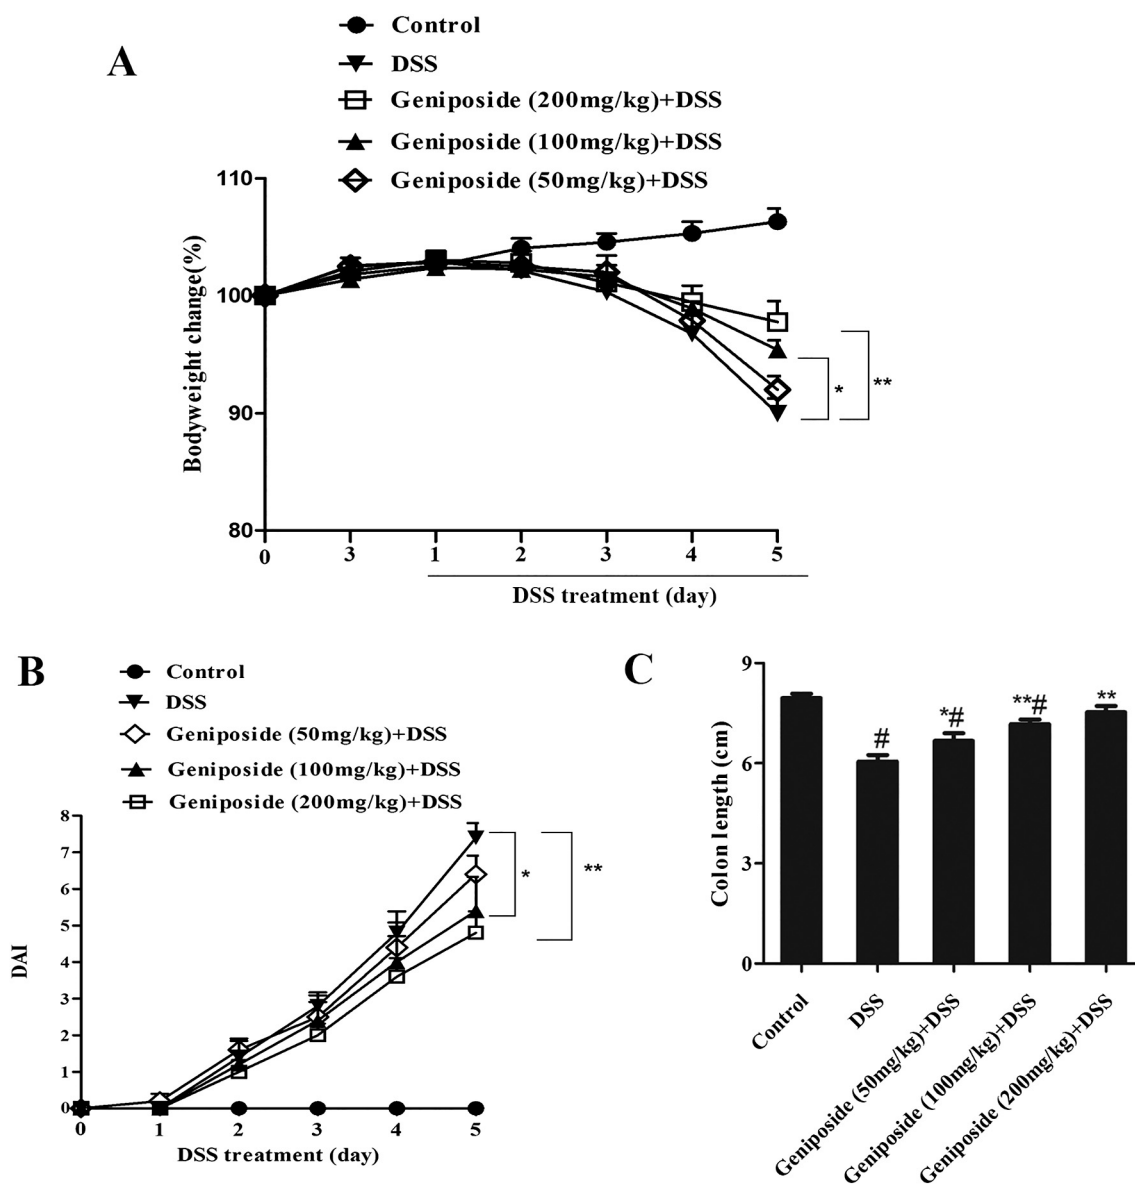 A
Control
DSS
Geniposide (200mg/kg)+DSS
Geniposide (100mg/kg)+DSS
Geniposide (50mg/kg)+DSS
Bodyweight change(%)
110
100
90
80
0 3 1 2 3 4 5
DSS treatment (day)
*
**
B
Control
DSS
Geniposide (50mg/kg)+DSS
Geniposide (100mg/kg)+DSS
Geniposide (200mg/kg)+DSS
DAI
8
7
6
5
4
3
2
1
0
0 1 2 3 4 5
DSS treatment (day)
*
**
C
Colon length (cm)
9
6
3
0
#
*#
**#
**
Control
DSS
Geniposide (50mg/kg)+DSS
Geniposide (100mg/kg)+DSS
Geniposide (200mg/kg)+DSS